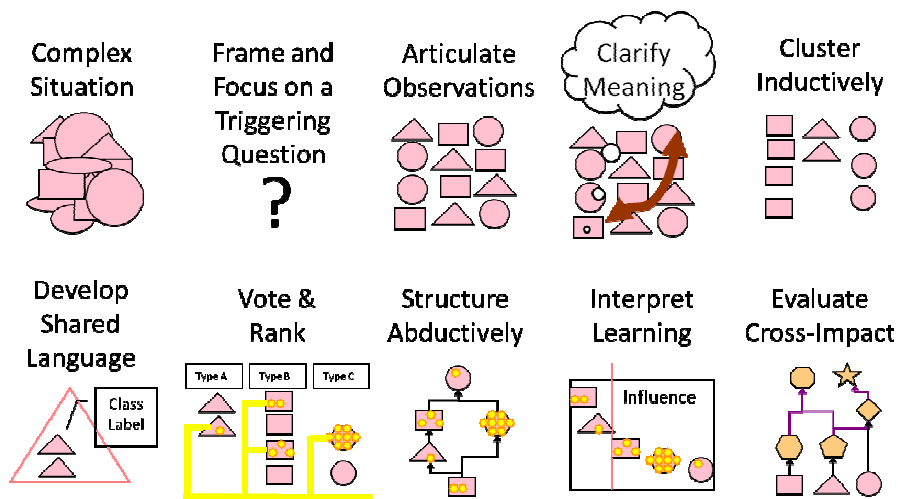 Complex
Situation
Frame and
Focus on a
Triggering
Question
?
Articulate
Observations
Clarify
Meaning
Cluster
Inductively
Develop
Shared
Language
Class
Label
Vote &
Rank
Type A
Type B
Type C
Structure
Abductively
Interpret
Learning
Influence
Evaluate
Cross-Impact